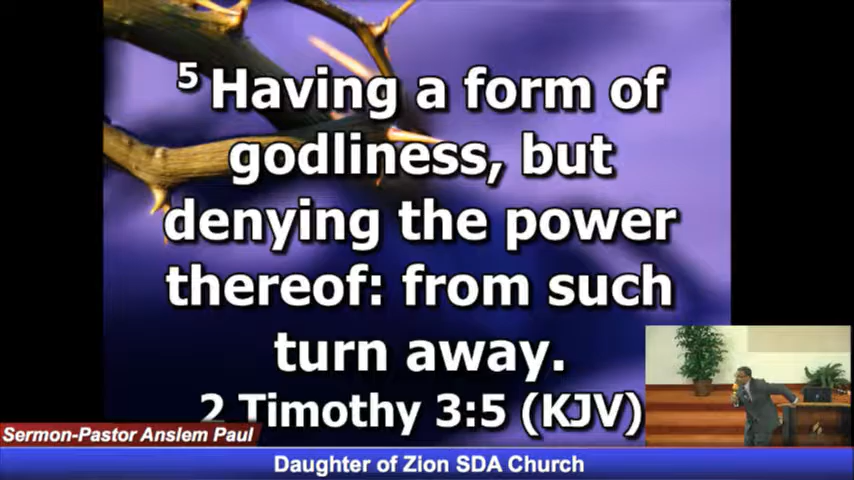 5 Having a form of
godliness, but
denying the power
thereof: from such
turn away.
2 Timothy 3:5 (KJV)
Sermon-Pastor Anslem Paul
Daughter of Zion SDA Church